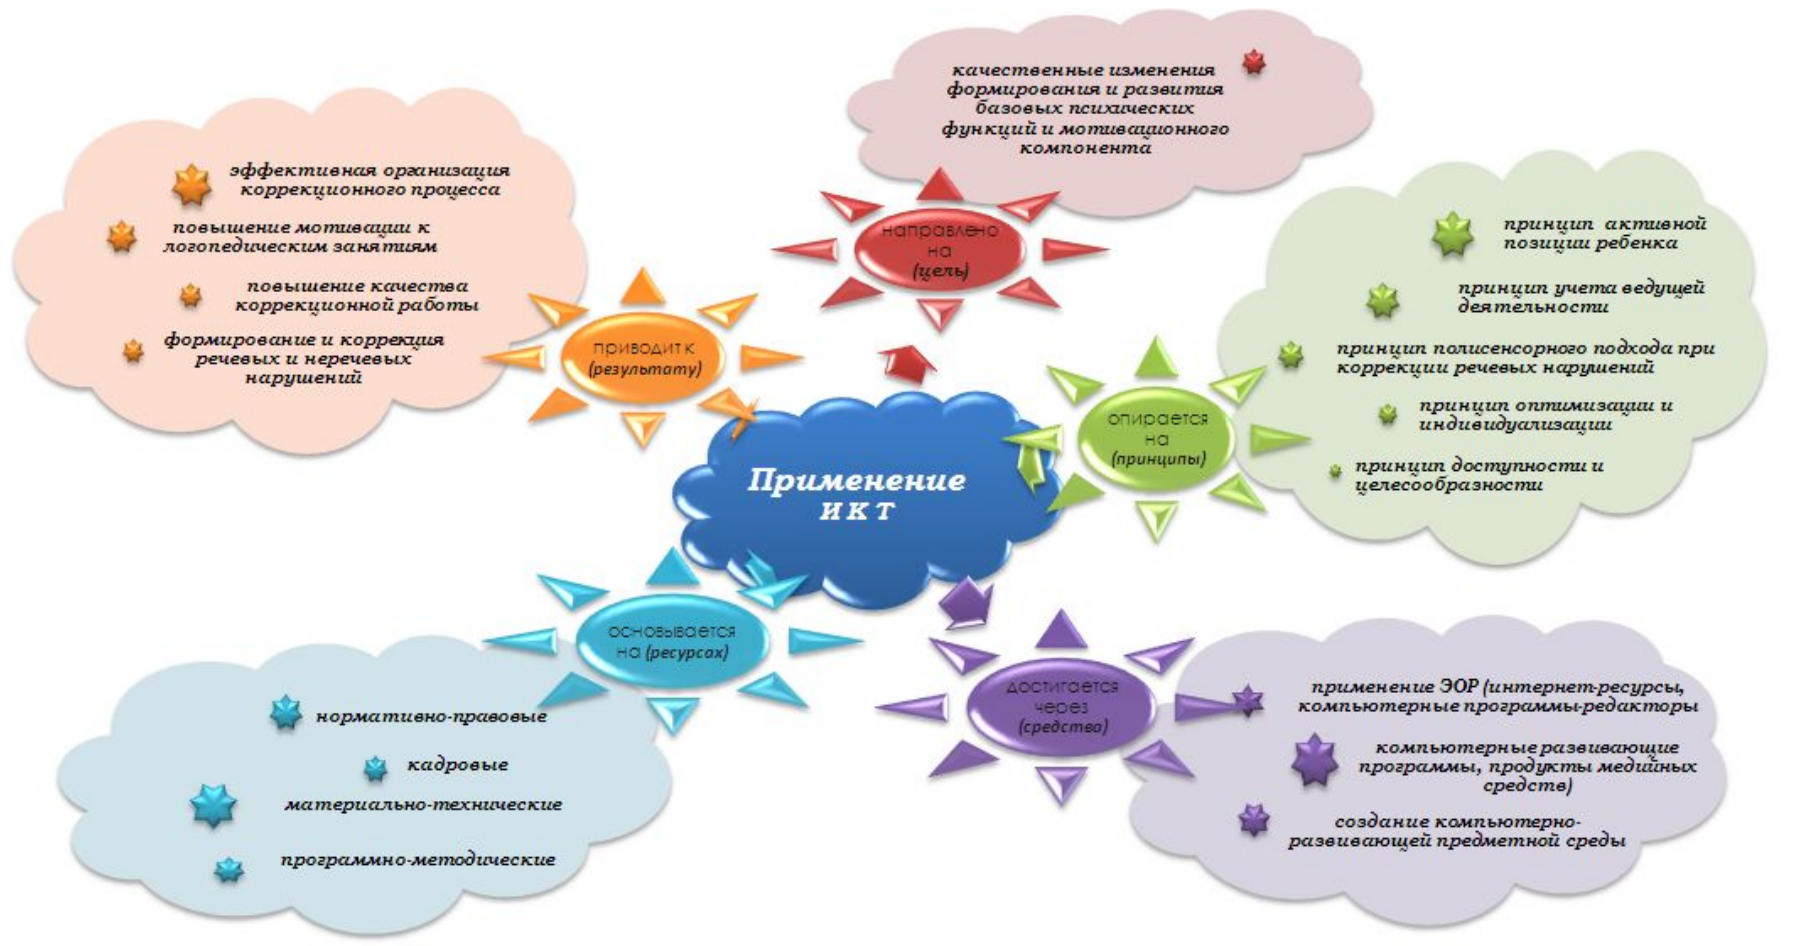 качественные изменения
формирования и развития
базовых психических
функций и мотивационного
компонента
направлено
на
(цель)
эффективная организация
коррекционного процесса
повышение мотивации к
логопедическим занятиям
повышение качества
коррекционной работы
формирование и коррекция
речевых и неречевых
нарушений
приводит к
(результату)
принцип активной
позиции ребенка
принцип учета ведущей
деятельности
принцип полисенсорного подхода при
коррекции речевых нарушений
принцип оптимизации и
индивидуализации
принцип доступности и
целесообразности
опирается
на
(принципы)
Применение
ИКТ
основывается
на (ресурсах)
нормативно-правовые
кадровые
материально-технические
программно-методические
достигается
через
(средства)
применение ЭОР (интернет-ресурсы,
компьютерные программы-редакторы
компьютерные развивающие
программы, продукты медийных
средств)
создание компьютерно-
развивающей предметной среды